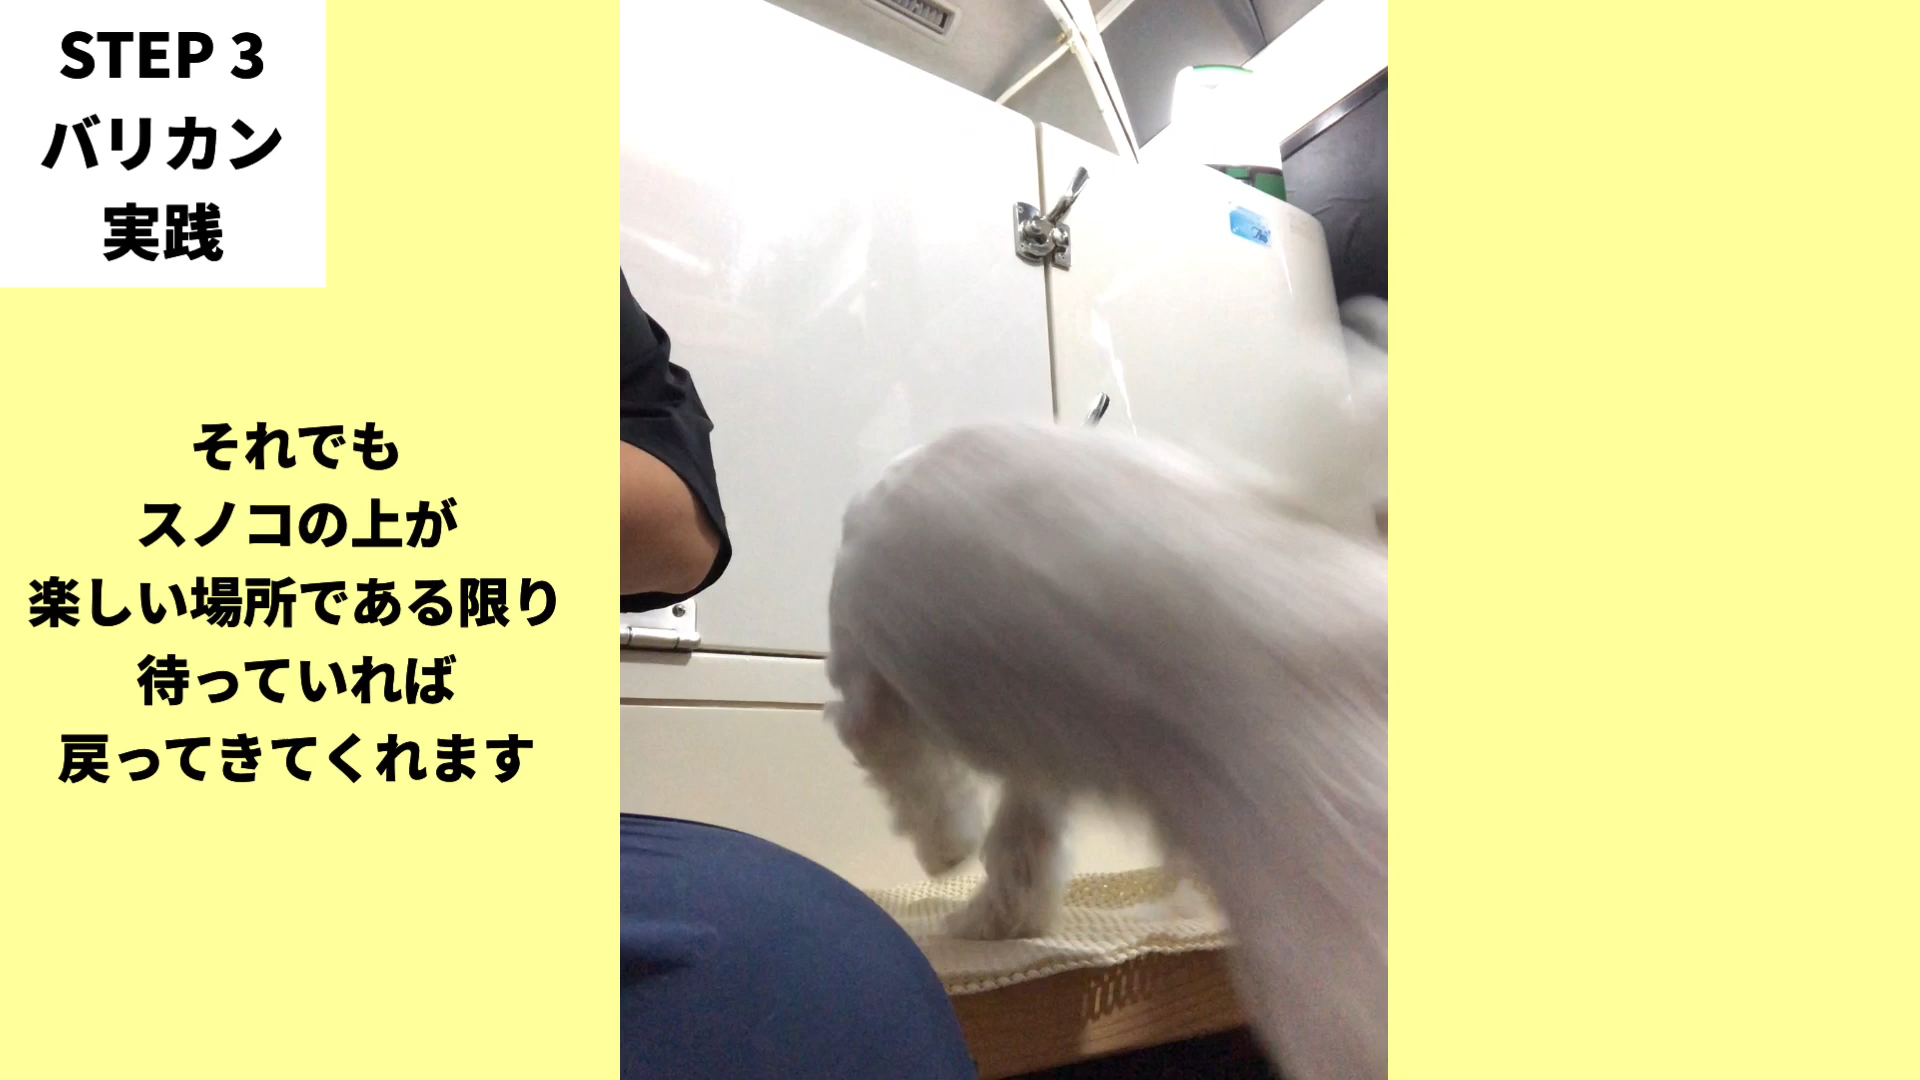 STEP 3
バリカン
実践
それでも
スノコの上が
楽しい場所である限り
待っていれば
戻ってきてくれます